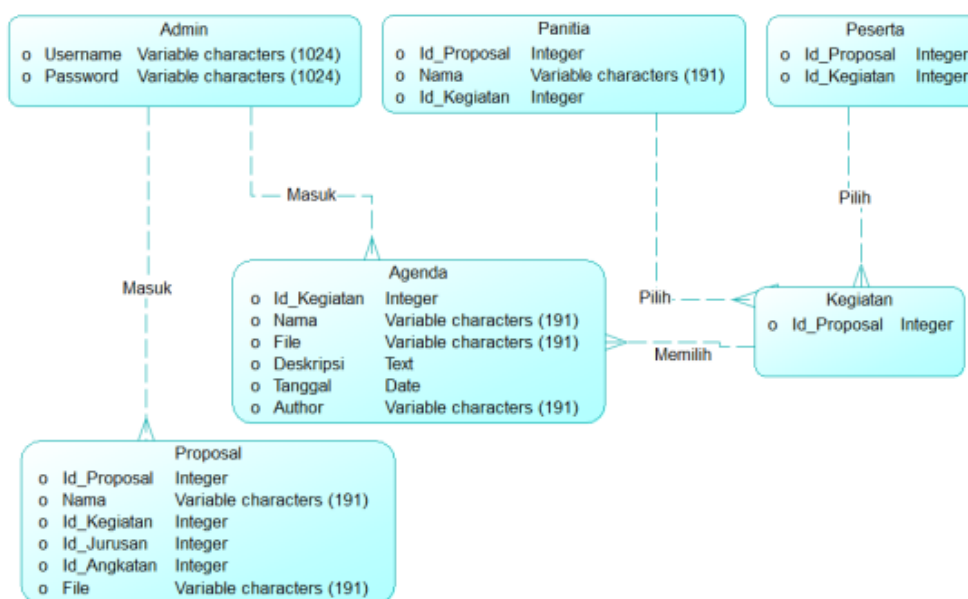 Admin
o Username Variable characters (1024)
o Password Variable characters (1024)
Panitia
o Id_Proposal Integer
o Nama Variable characters (191)
o Id_Kegiatan Integer
Peserta
o Id_Proposal Integer
o Id_Kegiatan Integer
Masuk
Pilih
Masuk
Agenda
o Id_Kegiatan Integer
o Nama Variable characters (191)
o File Variable characters (191)
o Deskripsi Text
o Tanggal Date
o Author Variable characters (191)
Pilih
Kegiatan
o Id_Proposal Integer
Memilih
Proposal
o Id_Proposal Integer
o Nama Variable characters (191)
o Id_Kegiatan Integer
o Id_Jurusan Integer
o Id_Angkatan Integer
o File Variable characters (191)